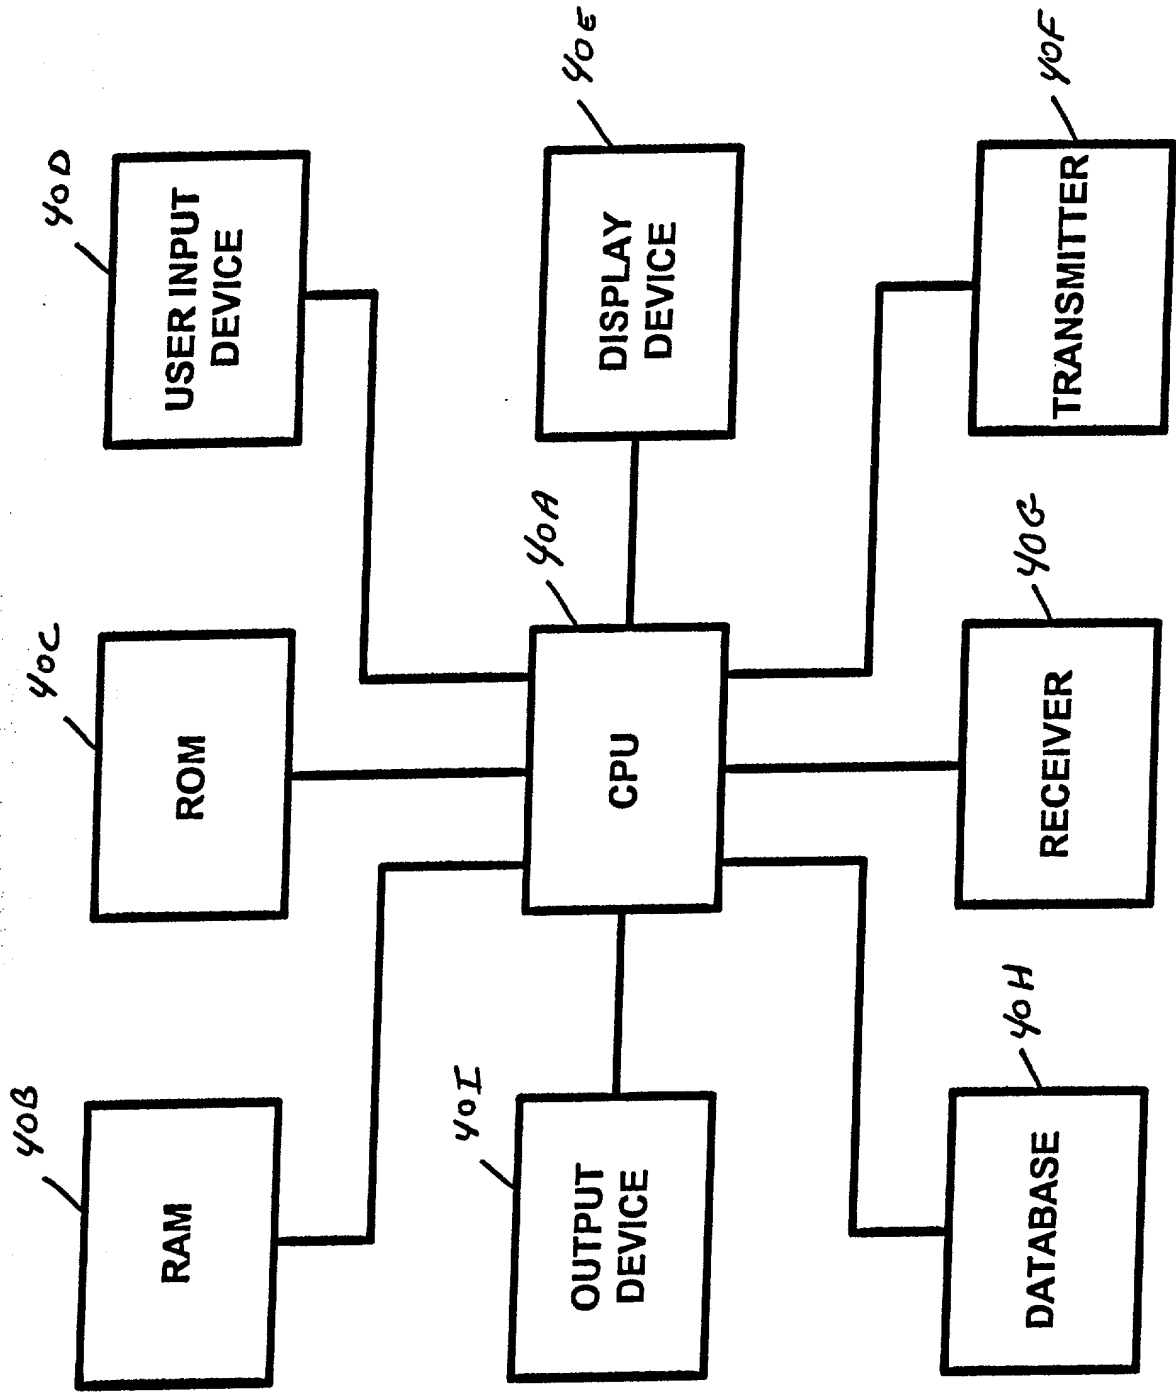 40B
RAM
40C
ROM
40D
USER INPUT
DEVICE
40I
OUTPUT
DEVICE
40A
CPU
40E
DISPLAY
DEVICE
40H
DATABASE
40G
RECEIVER
40F
TRANSMITTER